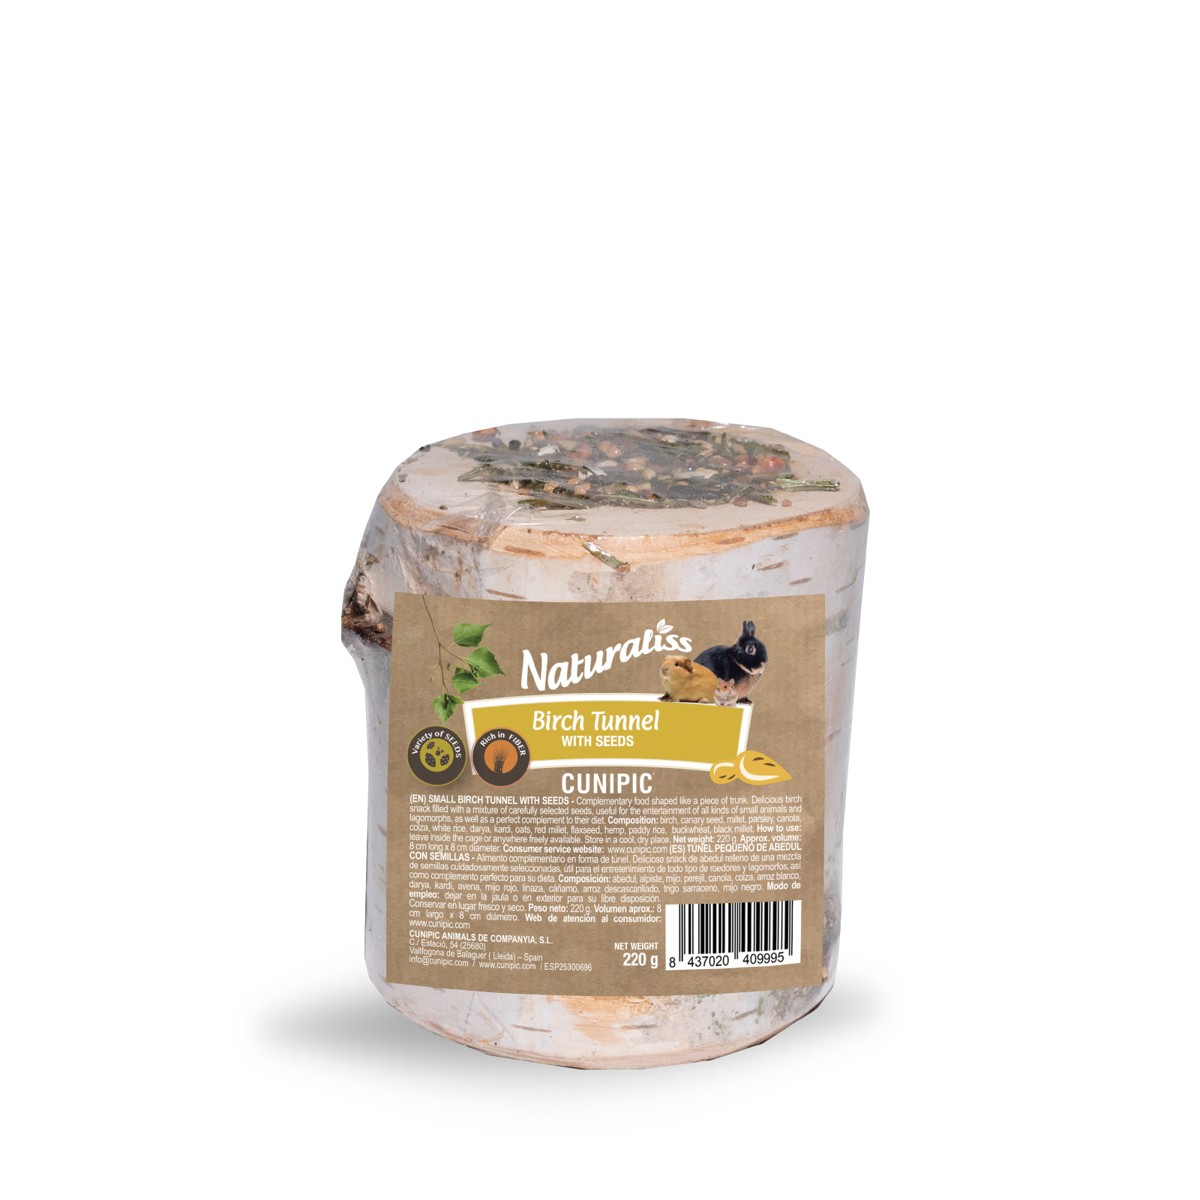 Naturaliss
Birch Tunnel
WITH SEEDS
Variety of SEEDS
Rich in FIBER
CUNIPIC
(EN) SMALL BIRCH TUNNEL WITH SEEDS - Complementary food shaped like a piece of trunk. Delicious birch
snack filled with a mixture of carefully selected seeds, useful for the entertainment of all kinds of small animals and
lagomorphs, as well as a perfect complement to their diet. Composition: birch, canary seed, millet, parsley, canola,
colza, white rice, darya, kardi, oats, red millet, flaxseed, hemp, paddy rice, buckwheat, black millet. How to use:
leave inside the cage or anywhere freely available. Store in a cool, dry place. Net weight: 220 g. Approx. volume:
8 cm long x 8 cm diameter. Consumer service website: www.cunipic.com (ES) TÚNEL PEQUEÑO DE ABEDUL
CON SEMILLAS - Alimento complementario en forma de túnel. Delicioso snack de abedul relleno de una mezcla
de semillas cuidadosamente seleccionadas, útil para el entretenimiento de todo tipo de roedores y lagomorfos, así
como complemento perfecto para su dieta. Composición: abedul, alpiste, mijo, perejil, canola, colza, arroz blanco,
darya, kardi, avena, mijo rojo, linaza, cáñamo, arroz descascarillado, trigo sarraceno, mijo negro. Modo de
empleo: dejar en la jaula o en exterior para su libre disposición.
Conservar en lugar fresco y seco. Peso neto: 220 g. Volumen aprox.: 8
cm largo x 8 cm diámetro. Web de atención al consumidor:
www.cunipic.com
CUNIPIC ANIMALS DE COMPANYIA, S.L.
C./ Estació, 54 (25680)
Vallfogona de Balaguer ( Lleida) – Spain
info@cunipic.com / www.cunipic.com / ESP25300696
NET WEIGHT
220 g
8 437020 409995